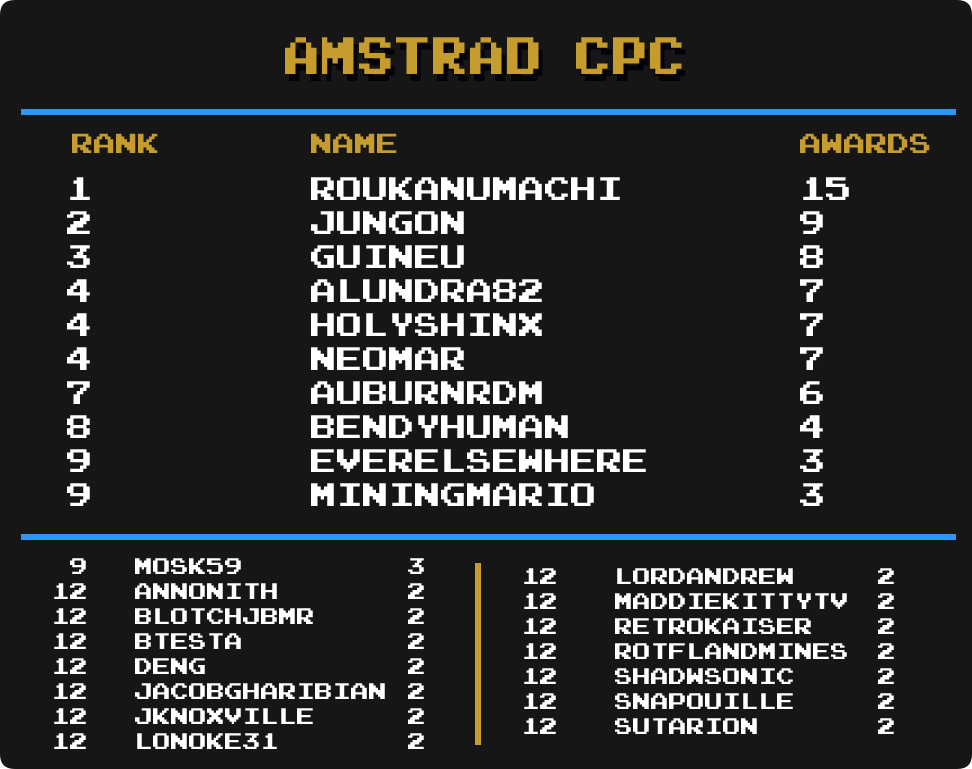 AMSTRAD CPC
RANK NAME AWARDS
1 ROUKANUMACHI 15
2 JUNGON 9
3 GUINEU 8
4 ALUNDRA82 7
4 HOLYSHINX 7
4 NEOMAR 7
7 AUBURNRDM 6
8 BENDYHUMAN 4
9 EVERELSEWHERE 3
9 MININGMARIO 3
9 MOSK59 3
12 ANNONITH 2
12 BLOTCHJBMR 2
12 BTESTA 2
12 DENG 2
12 JACOBGHARIBIAN 2
12 JKNOXVILLE 2
12 LONOKE31 2
12 LORDANDREW 2
12 MADDIEKITTYTV 2
12 RETROKAISER 2
12 ROTFLANDMINES 2
12 SHADWSONIC 2
12 SNAPOUILLE 2
12 SUTARION 2